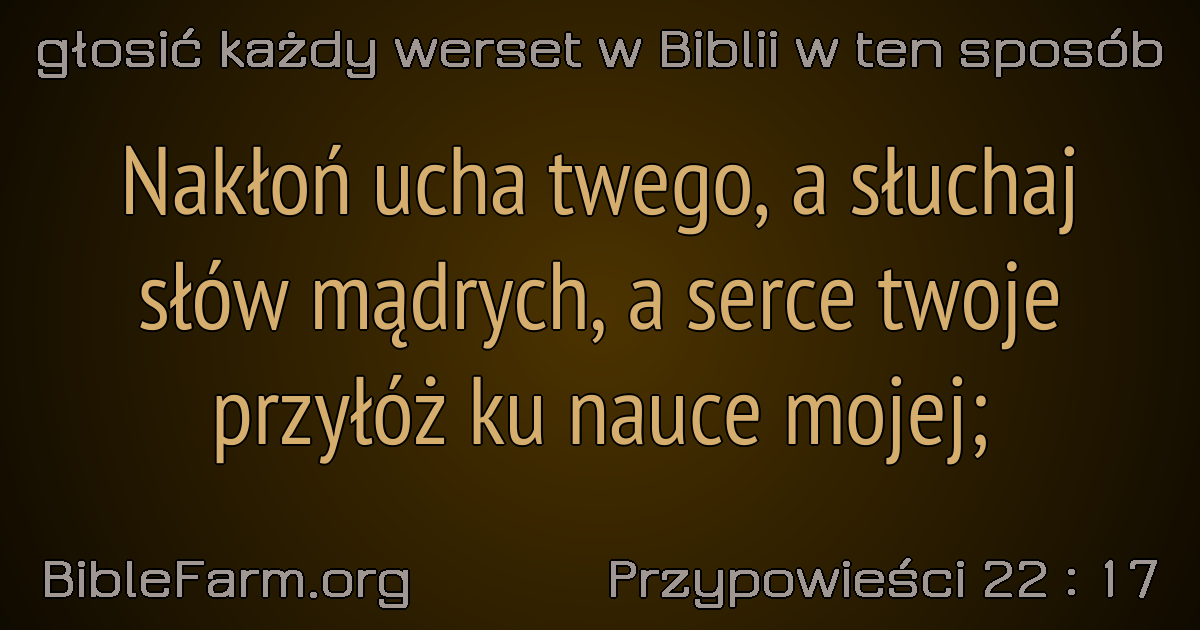 głosić każdy werset w Biblii w ten sposób
Nakłoń ucha twego, a słuchaj
słów mądrych, a serce twoje
przyłóż ku nauce mojej;
BibleFarm.org
Przypowieści 22 : 17